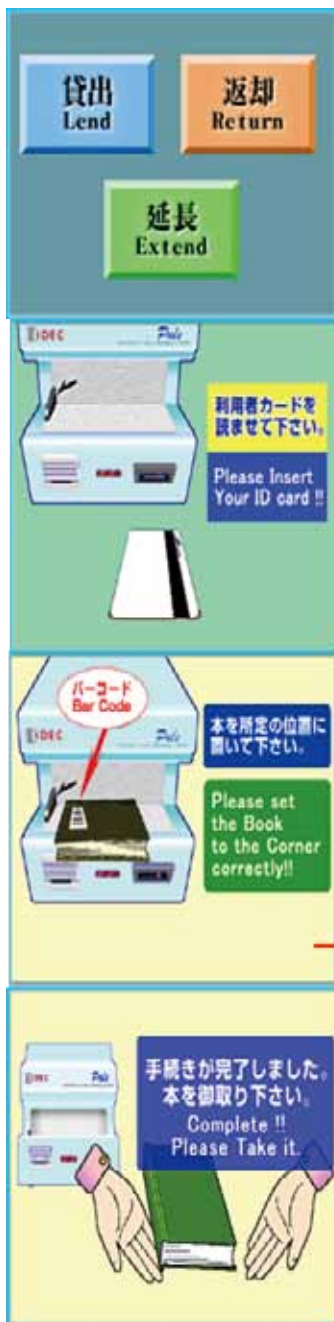 貸出
Lend
返却
Return
延長
Extend
IDEC
利用者カードを
読ませて下さい。
Please Insert
Your ID card !!
バーコード
Bar Code
IDEC
本を所定の位置に
置いて下さい。
Please set
the Book
to the Corner
correctly!!
IDEC
手続きが完了しました。
本を御取り下さい。
Complete !!
Please Take it.